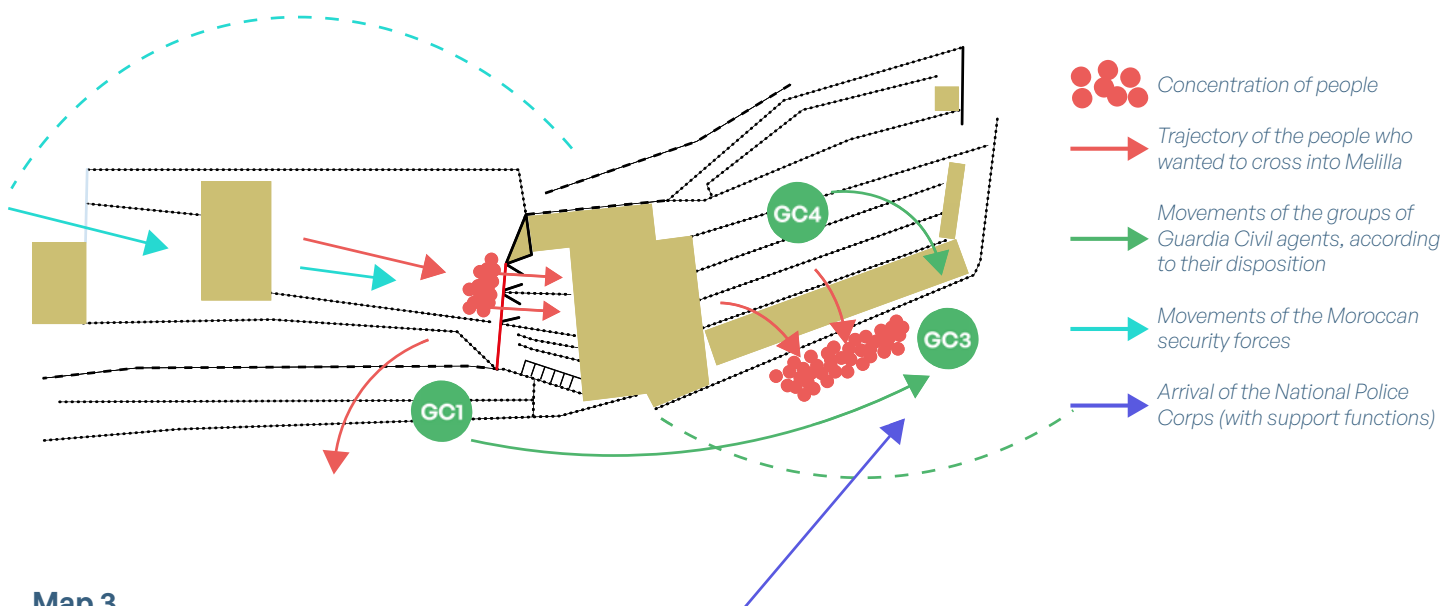 Concentration of people
Trajectory of the people who
wanted to cross into Melilla
Movements of the groups of
Guardia Civil agents, according
to their disposition
Movements of the Moroccan
security forces
Arrival of the National Police
Corps (with support functions)
GC4
GC3
GC1
Map 3